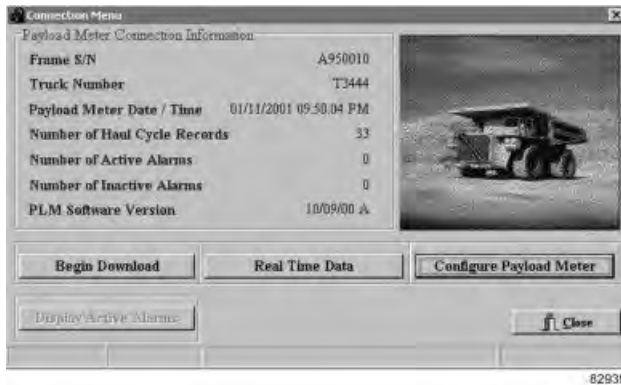 Connection Menu
Payload Meter Connection Information
Frame S/N A950010
Truck Number T3444
Payload Meter Date / Time 01/11/2001 09:50:04 PM
Number of Haul Cycle Records 33
Number of Active Alarms 0
Number of Inactive Alarms 0
PLM Software Version 10/09/00 A
Begin Download Real Time Data Configure Payload Meter
Display Active Alarms Close